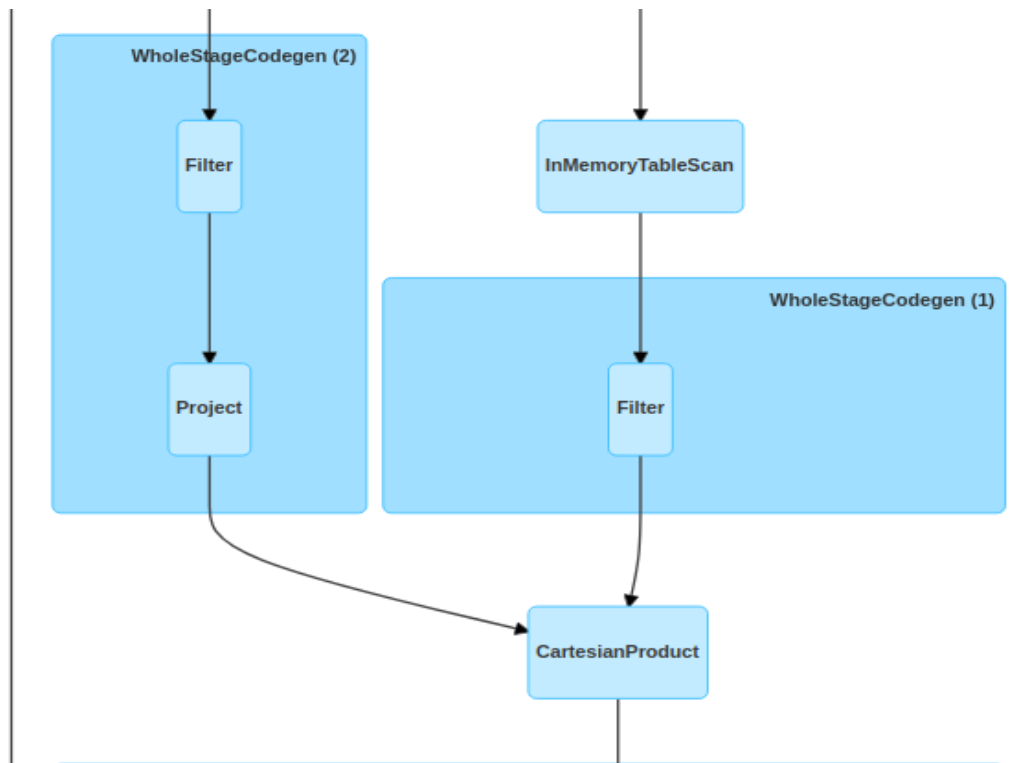 WholeStageCodegen (2)
Filter
InMemoryTableScan
WholeStageCodegen (1)
Project
Filter
CartesianProduct